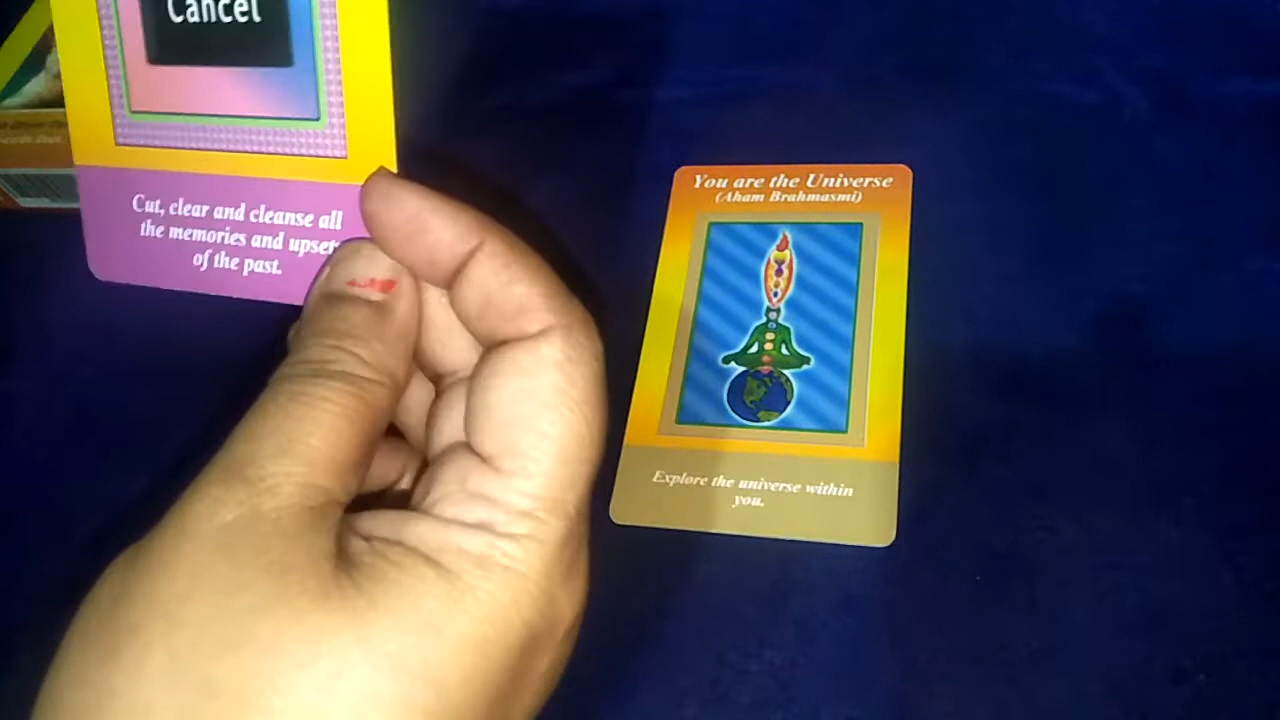 Cancel
Cut, clear and cleanse all
the memories and upset
of the past.
You are the Universe
(Aham Brahmasmi)
Explore the universe within
you.